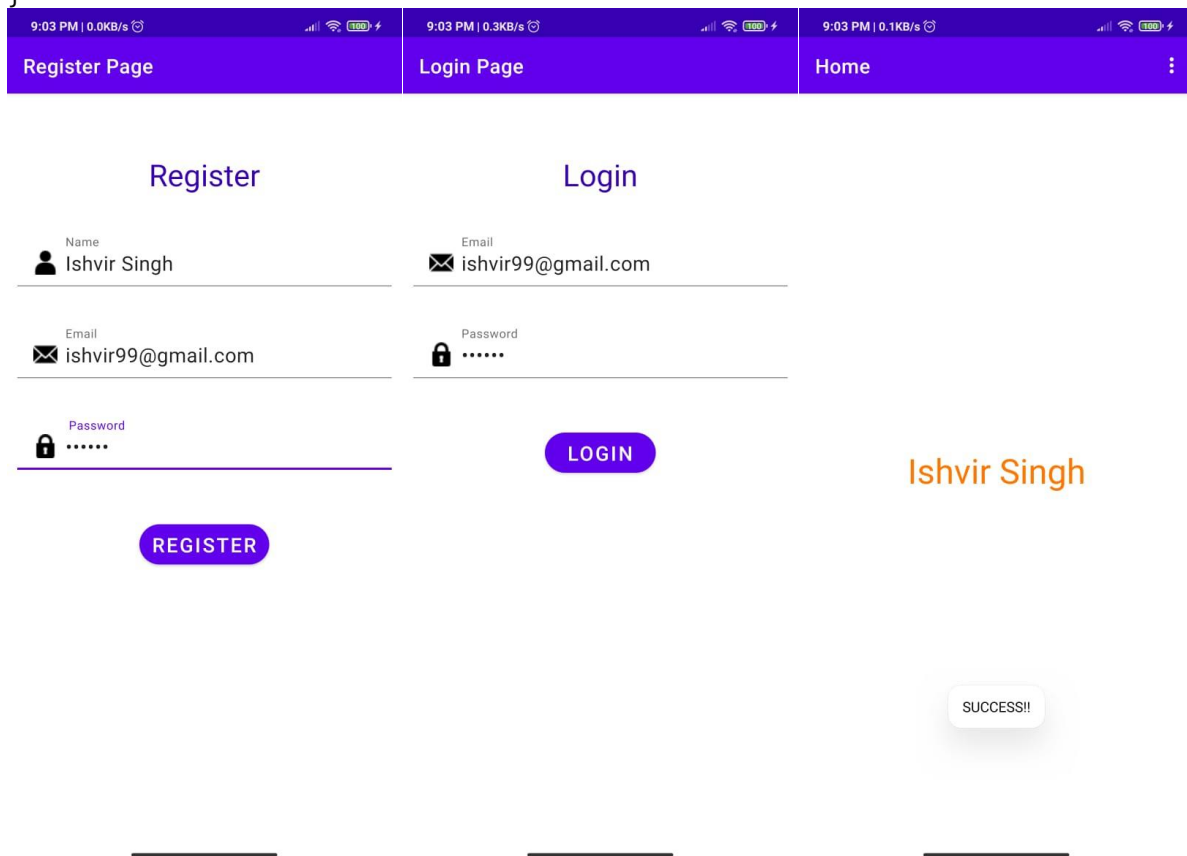 }
9:03 PM | 0.0KB/s
100
Register Page
Register
Name
Ishvir Singh
Email
ishvir99@gmail.com
Password
••••••
REGISTER
9:03 PM | 0.3KB/s
100
Login Page
Login
Email
ishvir99@gmail.com
Password
••••••
LOGIN
9:03 PM | 0.1KB/s
100
Home
Ishvir Singh
SUCCESS!!